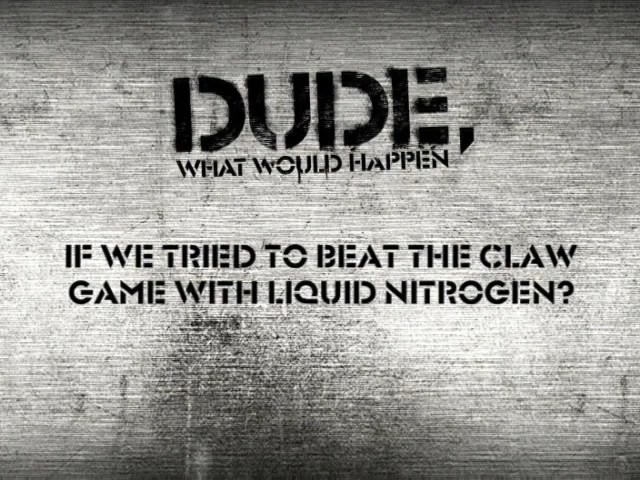 DUDE,
WHAT WOULD HAPPEN
IF WE TRIED TO BEAT THE CLAW
GAME WITH LIQUID NITROGEN?